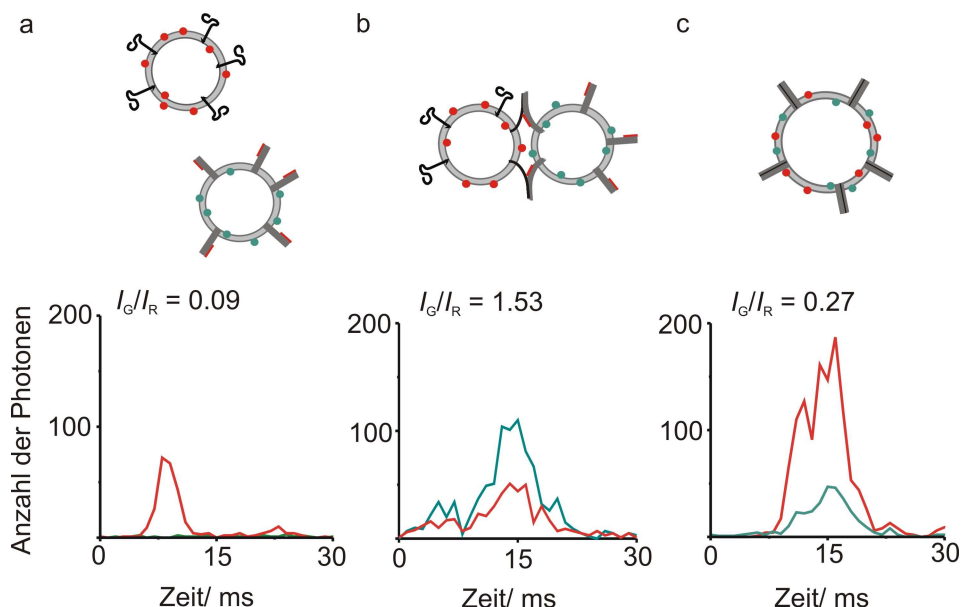 a
b
c
I_G/I_R = 0.09
I_G/I_R = 1.53
I_G/I_R = 0.27
Anzahl der Photonen
200
100
0
15
30
Zeit/ ms
200
100
0
15
30
Zeit/ ms
200
100
0
15
30
Zeit/ ms